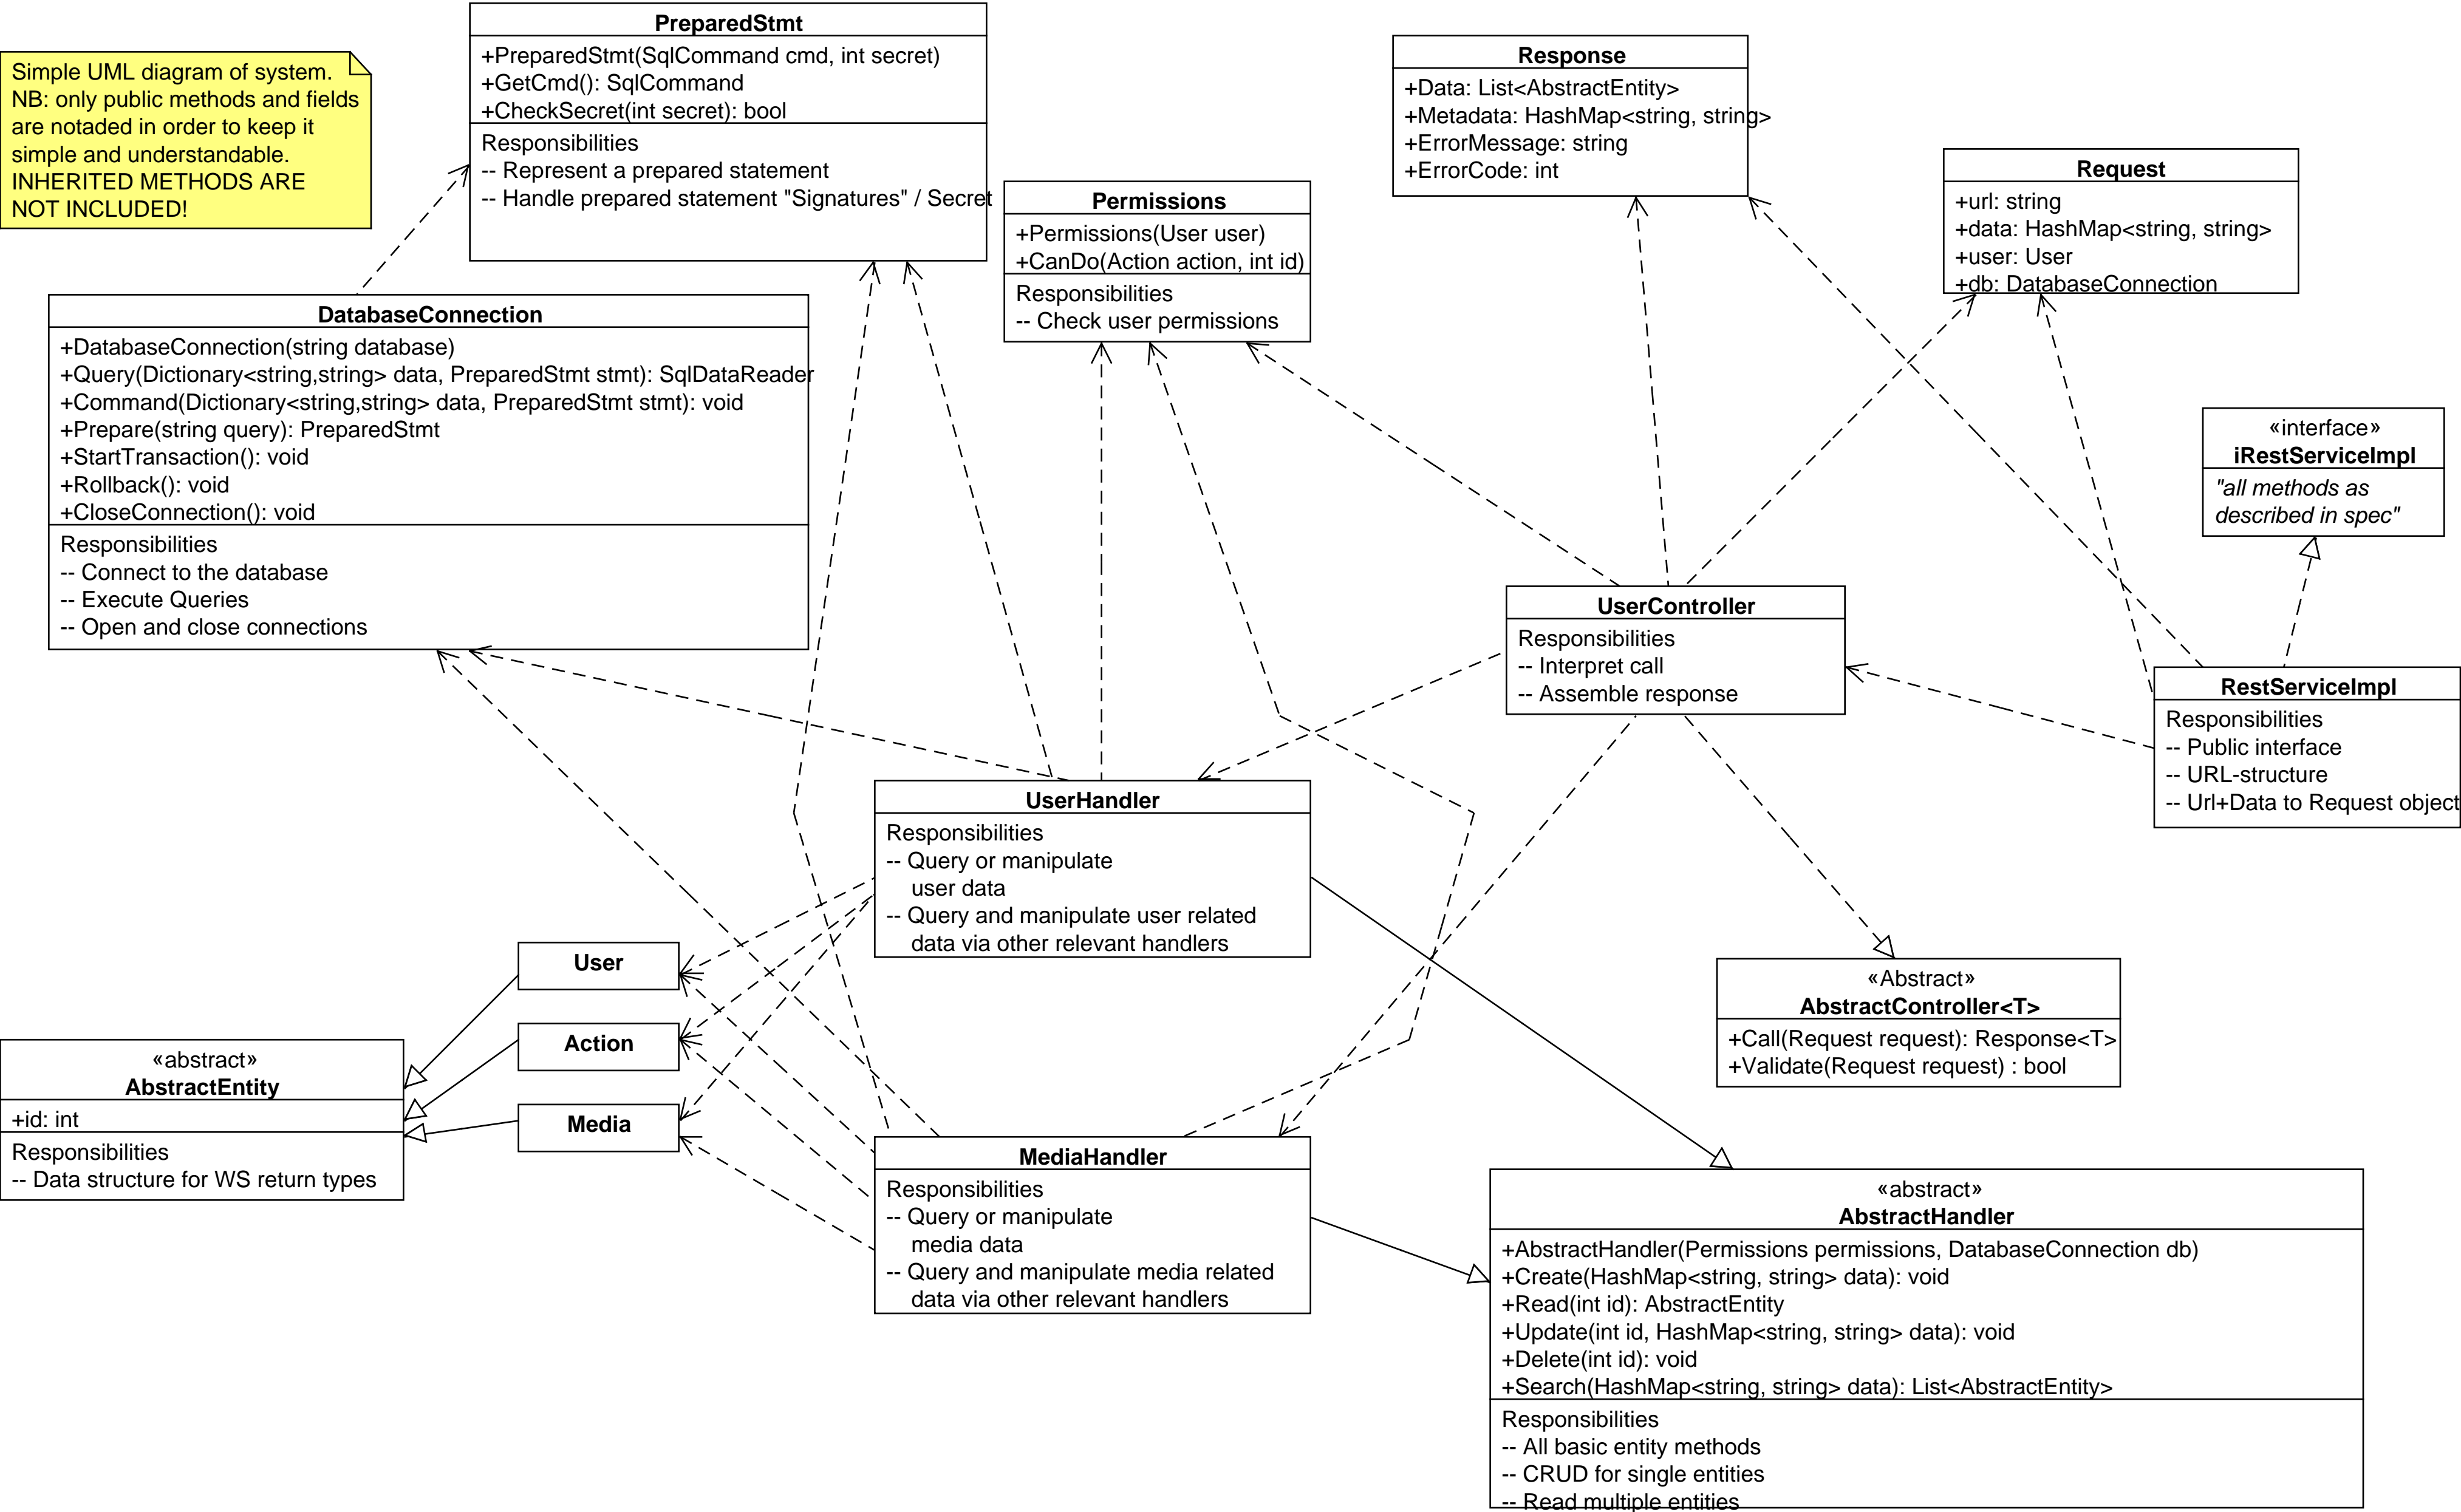 Simple UML diagram of system.
NB: only public methods and fields
are notaded in order to keep it
simple and understandable.
INHERITED METHODS ARE
NOT INCLUDED!
PreparedStmt
+PreparedStmt(SqlCommand cmd, int secret)
+GetCmd(): SqlCommand
+CheckSecret(int secret): bool
Responsibilities
-- Represent a prepared statement
-- Handle prepared statement "Signatures" / Secret
Permissions
+Permissions(User user)
+CanDo(Action action, int id)
Responsibilities
-- Check user permissions
Response
+Data: List<AbstractEntity>
+Metadata: HashMap<string, string>
+ErrorMessage: string
+ErrorCode: int
Request
+url: string
+data: HashMap<string, string>
+user: User
+db: DatabaseConnection
DatabaseConnection
+DatabaseConnection(string database)
+Query(Dictionary<string,string> data, PreparedStmt stmt): SqlDataReader
+Command(Dictionary<string,string> data, PreparedStmt stmt): void
+Prepare(string query): PreparedStmt
+StartTransaction(): void
+Rollback(): void
+CloseConnection(): void
Responsibilities
-- Connect to the database
-- Execute Queries
-- Open and close connections
«interface»
iRestServiceImpl
"all methods as
described in spec"
UserController
Responsibilities
-- Interpret call
-- Assemble response
RestServiceImpl
Responsibilities
-- Public interface
-- URL-structure
-- Url+Data to Request object
UserHandler
Responsibilities
-- Query or manipulate
user data
-- Query and manipulate user related
data via other relevant handlers
User
Action
Media
«abstract»
AbstractEntity
+id: int
Responsibilities
-- Data structure for WS return types
«Abstract»
AbstractController<T>
+Call(Request request): Response<T>
+Validate(Request request) : bool
MediaHandler
Responsibilities
-- Query or manipulate
media data
-- Query and manipulate media related
data via other relevant handlers
«abstract»
AbstractHandler
+AbstractHandler(Permissions permissions, DatabaseConnection db)
+Create(HashMap<string, string> data): void
+Read(int id): AbstractEntity
+Update(int id, HashMap<string, string> data): void
+Delete(int id): void
+Search(HashMap<string, string> data): List<AbstractEntity>
Responsibilities
-- All basic entity methods
-- CRUD for single entities
-- Read multiple entities